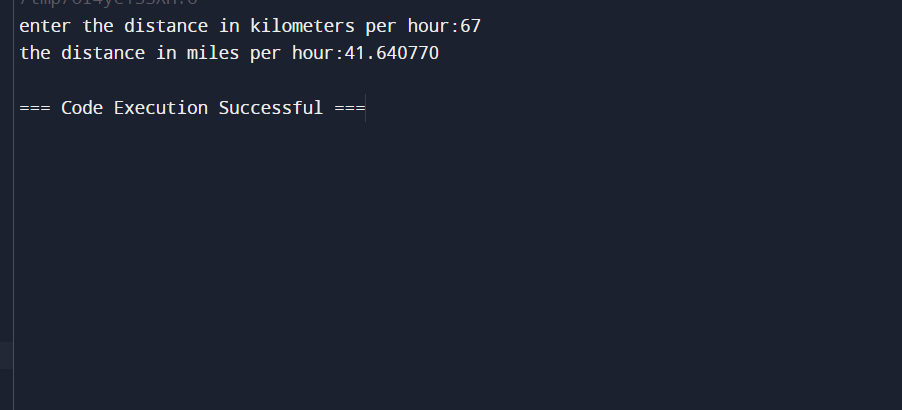 enter the distance in kilometers per hour:67
the distance in miles per hour:41.640770
=== Code Execution Successful ===